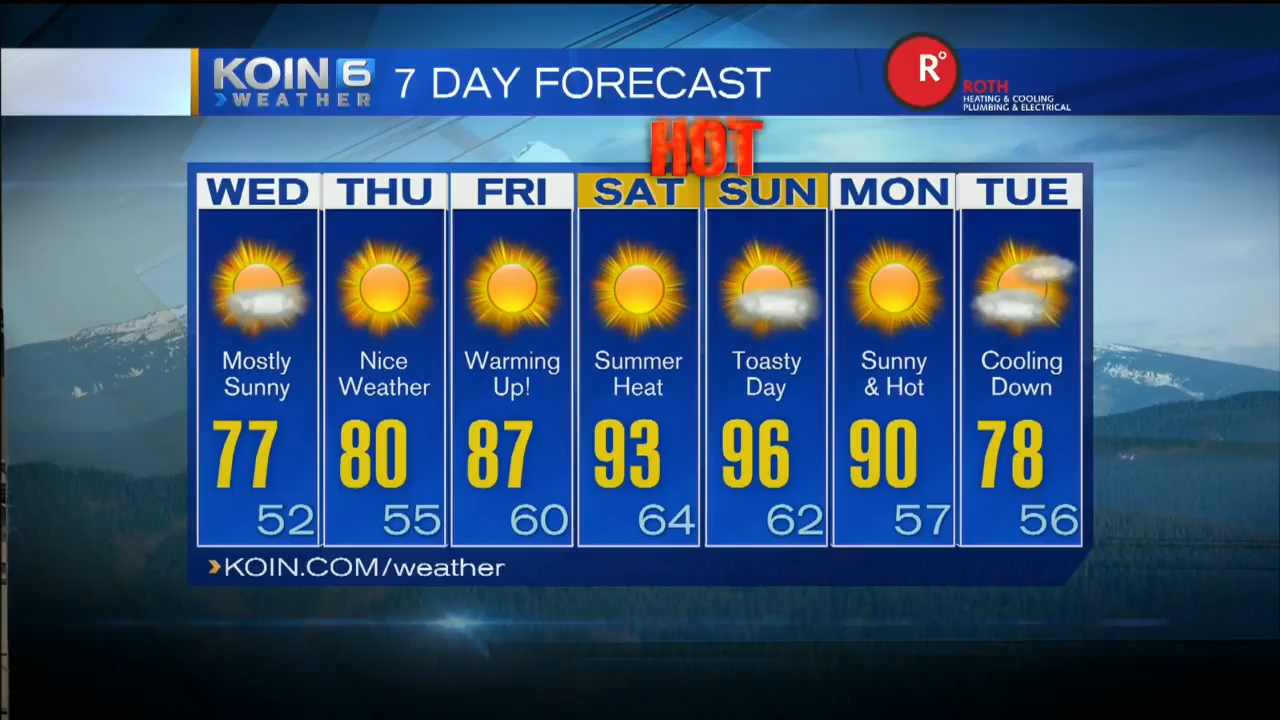 KOIN 6
WEATHER
7 DAY FORECAST
R°
ROTH
HEATING & COOLING
PLUMBING & ELECTRICAL
HOT
WED THU FRI SAT SUN MON TUE
Mostly Nice Warming Summer Toasty Sunny Cooling
Sunny Weather Up! Heat Day & Hot Down
77 80 87 93 96 90 78
52 55 60 64 62 57 56
KOIN.COM/weather